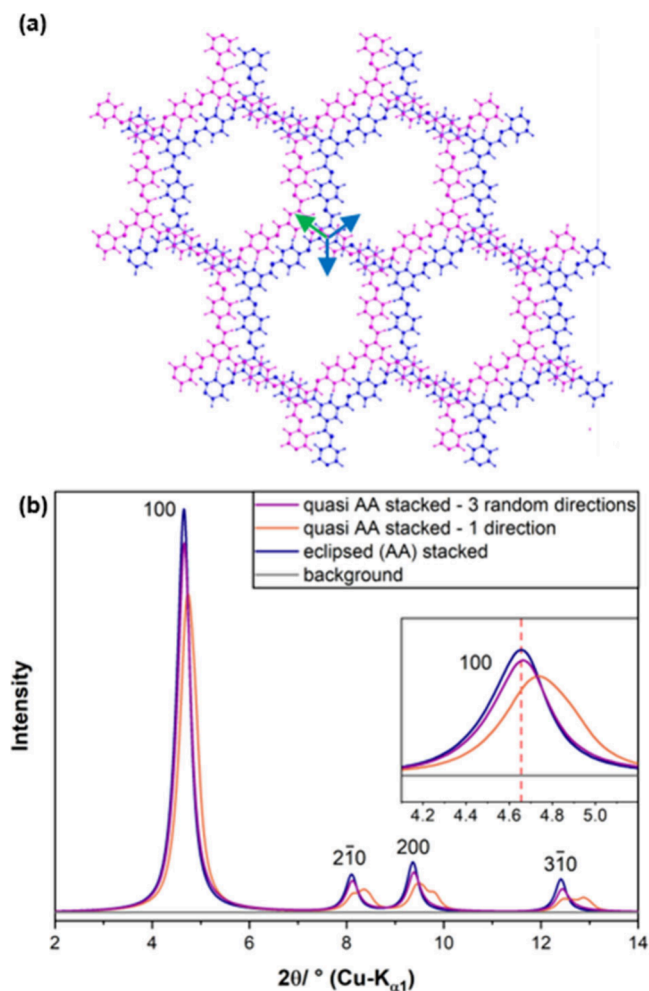 (a)
(b)
100
quasi AA stacked - 3 random directions
quasi AA stacked - 1 direction
eclipsed (AA) stacked
background
100
4.2 4.4 4.6 4.8 5.0
21̄0
200
31̄0
Intensity
2 4 6 8 10 12 14
2θ/ ° (Cu-Kα1)